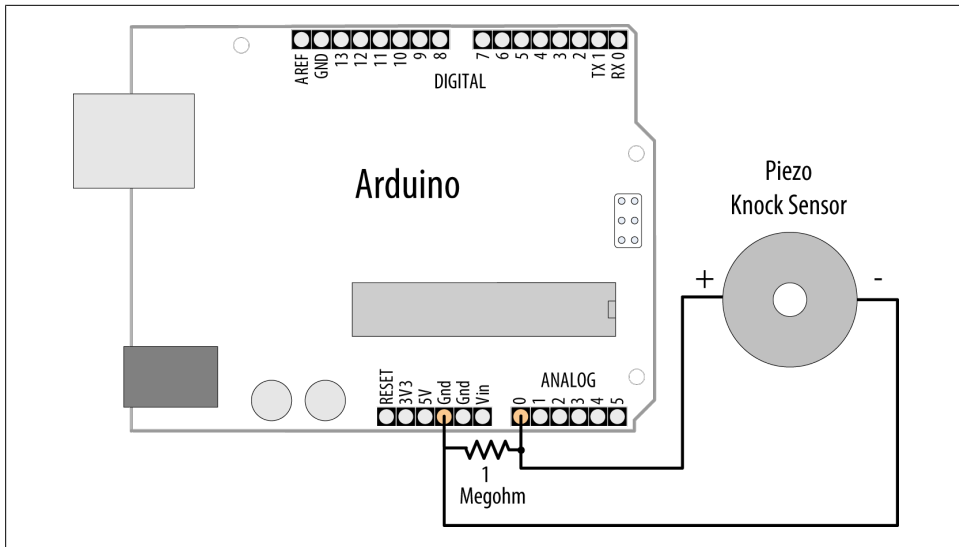 AREF
GND
13
12
11
10
9
8
7
6
5
4
3
2
TX 1
RX 0
DIGITAL
Arduino
Piezo
Knock Sensor
+
-
RESET
3V3
5V
Gnd
Gnd
Vin
ANALOG
0
1
2
3
4
5
1
Megohm